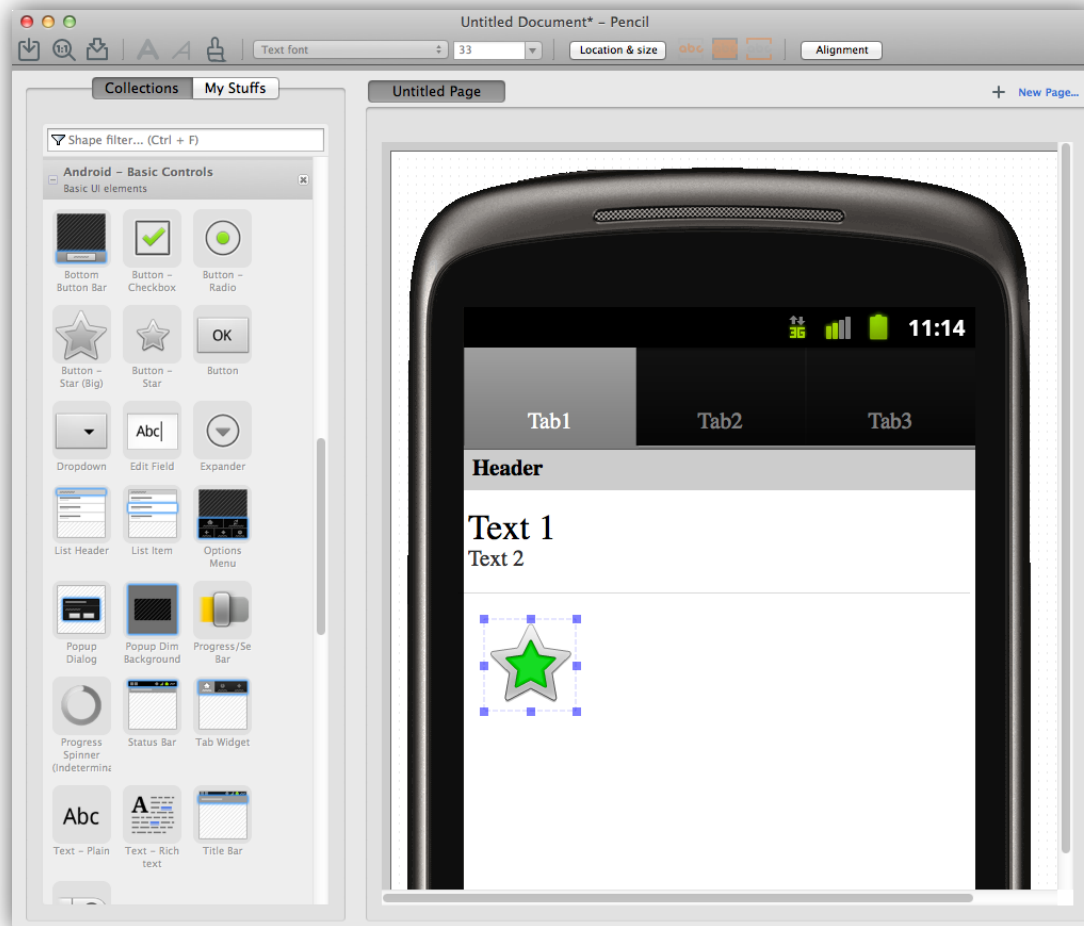 Untitled Document* – Pencil
1:1
A A
Text font
33
Location & size
abc
Alignment
Collections
My Stuffs
Untitled Page
+ New Page...
Shape filter... (Ctrl + F)
Android – Basic Controls
Basic UI elements
Bottom
Button Bar
Button –
Checkbox
Button –
Radio
Button –
Star (Big)
Button –
Star
OK
Button
Dropdown
Abc
Edit Field
Expander
List Header
List Item
Options
Menu
Popup
Dialog
Popup Dim
Background
Progress/Se
Bar
Progress
Spinner
(Indetermina
Status Bar
Tab Widget
Abc
Text – Plain
A
Text – Rich
text
Title Bar
3G
11:14
Tab1
Tab2
Tab3
Header
Text 1
Text 2